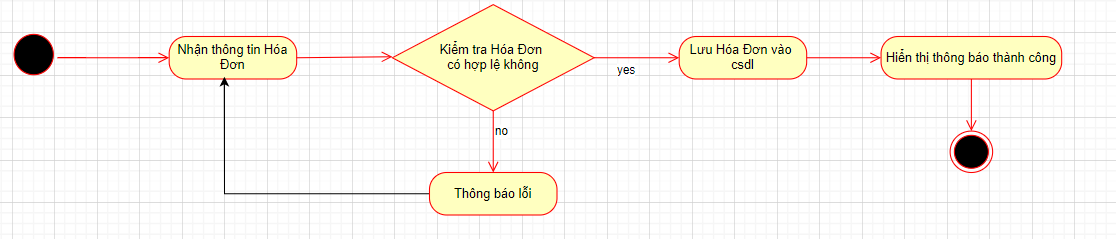 Nhận thông tin Hóa
Đơn
Kiểm tra Hóa Đơn
có hợp lệ không
yes
Lưu Hóa Đơn vào
csdl
Hiển thị thông báo thành công
no
Thông báo lỗi